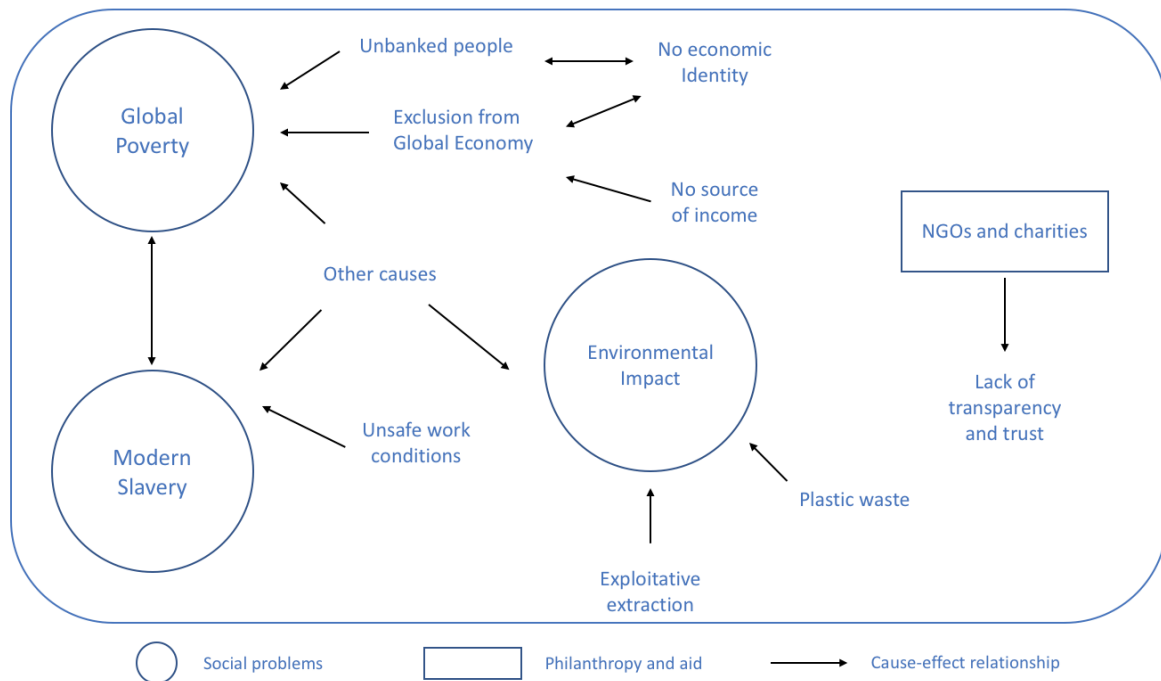 Unbanked people
No economic
Identity
Global
Poverty
Exclusion from
Global Economy
No source
of income
NGOs and charities
Other causes
Environmental
Impact
Lack of
transparency
and trust
Unsafe work
conditions
Modern
Slavery
Plastic waste
Exploitative
extraction
Social problems
Philanthropy and aid
Cause-effect relationship